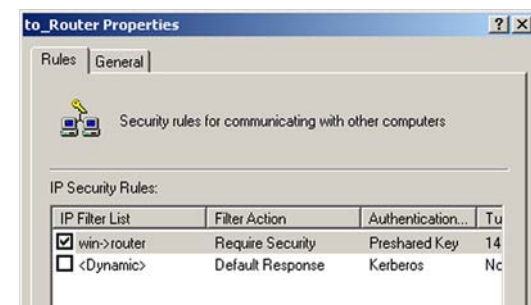 to_Router Properties
Rules General
Security rules for communicating with other computers
IP Security Rules:
IP Filter List Filter Action Authentication... Tu
win->router Require Security Preshared Key 14
<Dynamic> Default Response Kerberos Nc